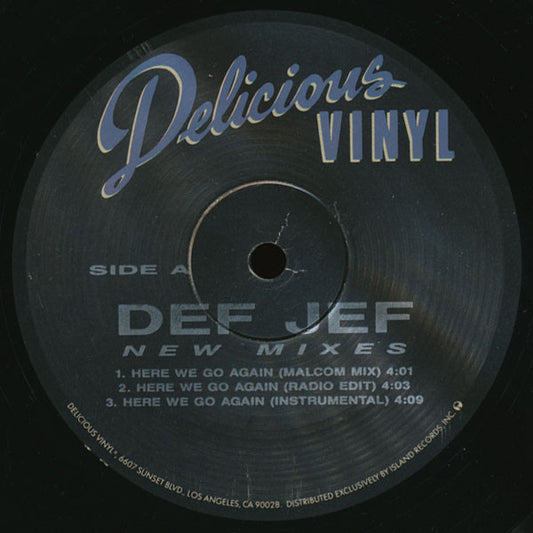 Delicious
VINYL
SIDE A
DEF JEF
NEW MIXES
1. HERE WE GO AGAIN (MALCOM MIX) 4:01
2. HERE WE GO AGAIN (RADIO EDIT) 4:03
3. HERE WE GO AGAIN (INSTRUMENTAL) 4:09
DELICIOUS VINYL®, 6607 SUNSET BLVD., LOS ANGELES, CA 90028. DISTRIBUTED EXCLUSIVELY BY ISLAND RECORDS, INC.